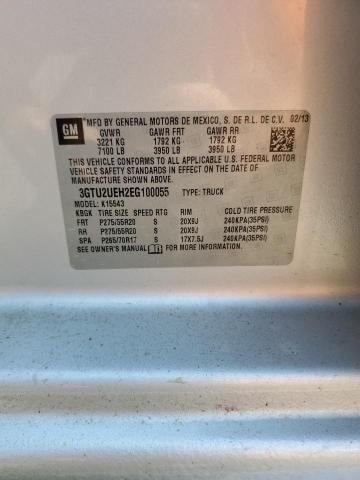 GM
MFD BY GENERAL MOTORS DE MEXICO, S. DE R.L. DE C.V. 02/13
GVWR GAWR FRT GAWR RR
3221 KG 1792 KG 1792 KG
7100 LB 3950 LB 3950 LB
THIS VEHICLE CONFORMS TO ALL APPLICABLE U.S. FEDERAL MOTOR
VEHICLE SAFETY STANDARDS IN EFFECT ON THE DATE OF
MANUFACTURE SHOWN ABOVE.
3GTU2UEH2EG100055 TYPE: TRUCK
MODEL: K15543
KBGK TIRE SIZE SPEED RTG RIM COLD TIRE PRESSURE
FRT P275/55R20 S 20X9J 240KPA(35PSI)
RR P275/55R20 S 20X9J 240KPA(35PSI)
SPA P265/70R17 S 17X7.5J 240KPA(35PSI)
SEE OWNER'S MANUAL FOR MORE INFORMATION.